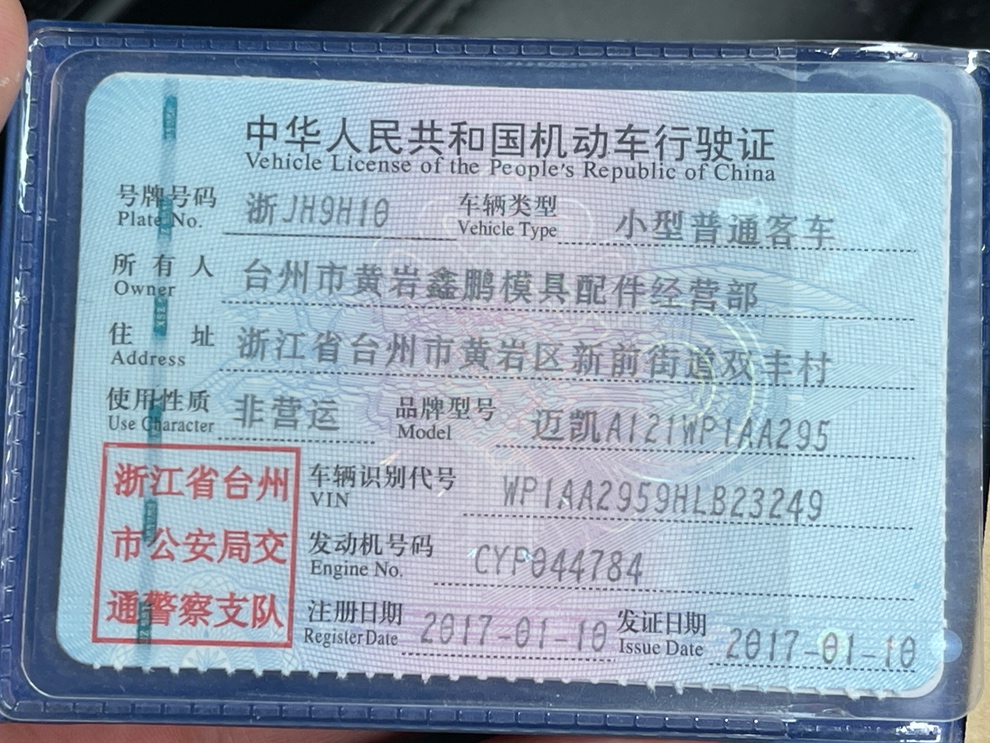 中华人民共和国机动车行驶证
Vehicle License of the People's Republic of China
号牌号码 浙JH9H10 车辆类型 小型普通客车
Plate No. Vehicle Type
所有人 台州市黄岩鑫鹏模具配件经营部
Owner
住址 浙江省台州市黄岩区新前街道双丰村
Address
使用性质 非营运 品牌型号 迈凯A121WP1AA295
Use Character Model
浙江省台州 车辆识别代号 WP1AA2959HLB23249
VIN
市公安局交 发动机号码 CYP044784
Engine No.
通警察支队 注册日期 2017-01-10 发证日期 2017-01-10
Register Date Issue Date